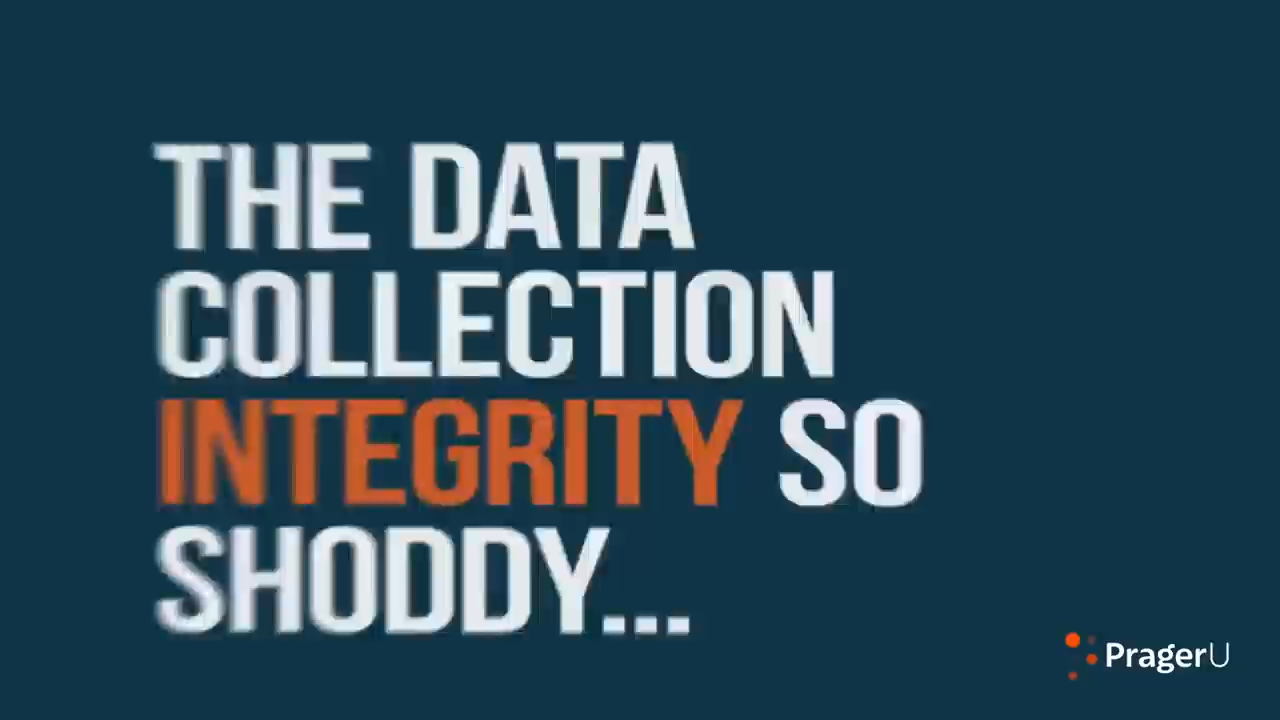 THE DATA
COLLECTION
INTEGRITY SO
SHODDY...
PragerU